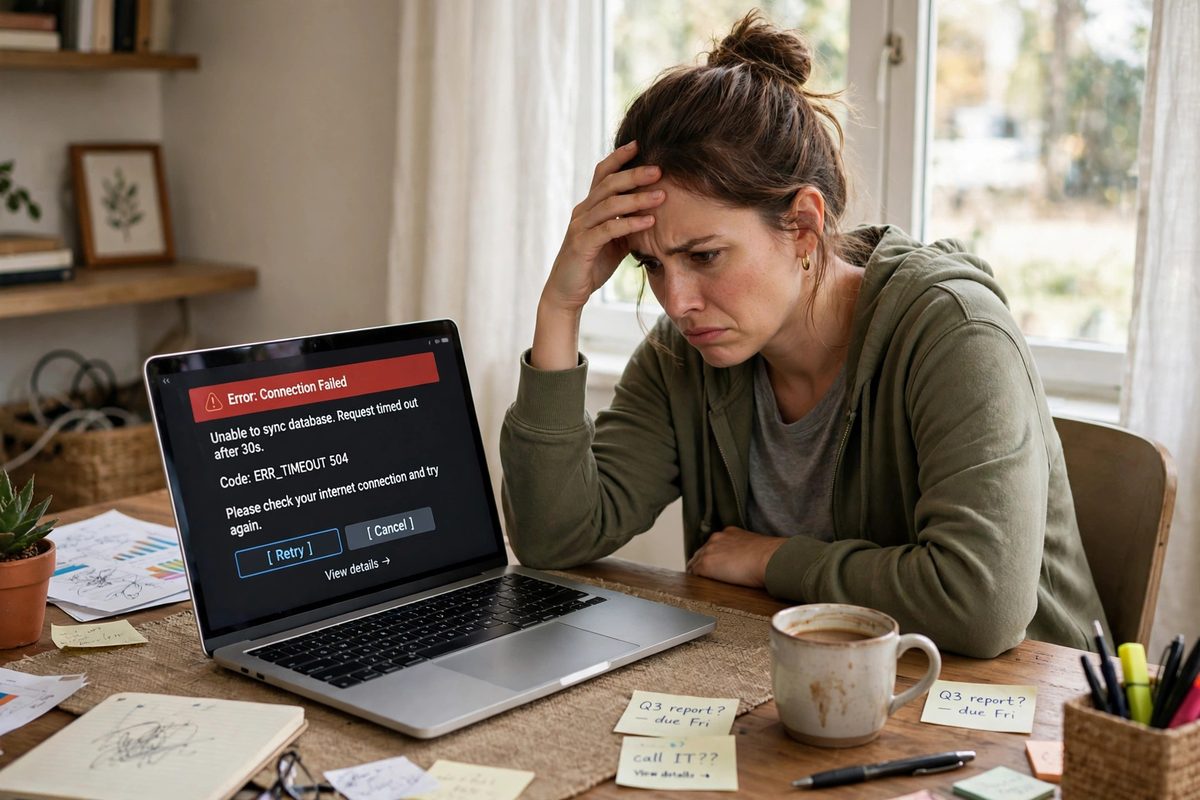 Error: Connection Failed
Unable to sync database. Request timed out
after 30s.
Code: ERR_TIMEOUT 504
Please check your internet connection and try
again.
[ Retry ]
[ Cancel ]
View details →
Q3 report?
— due Fri
call IT??
View details →
Q3 report?
— due Fri